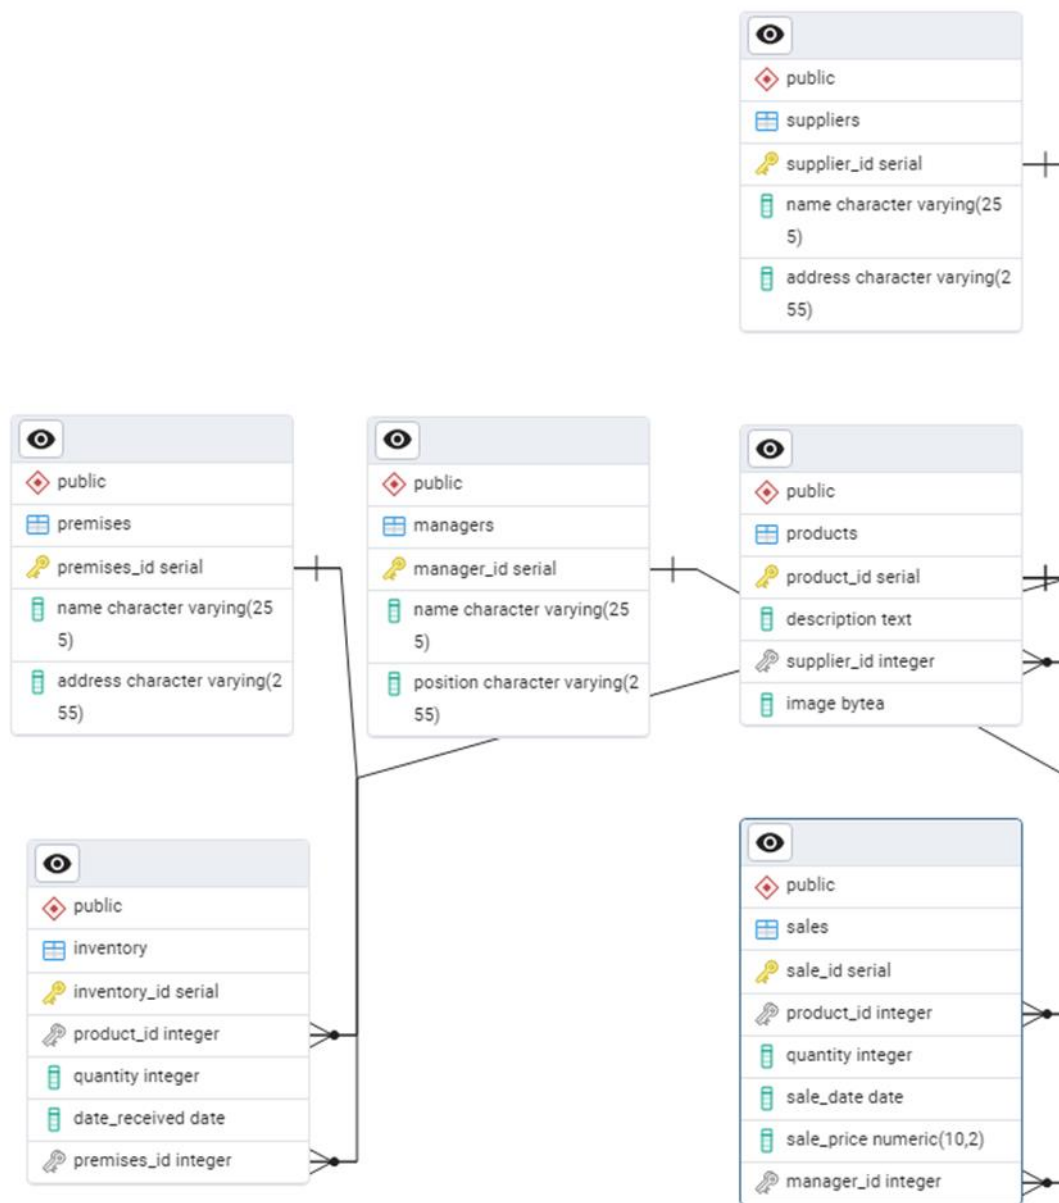 public
suppliers
supplier_id serial
name character varying(25
5)
address character varying(2
55)
public
premises
premises_id serial
name character varying(25
5)
address character varying(2
55)
public
managers
manager_id serial
name character varying(25
5)
position character varying(2
55)
public
products
product_id serial
description text
supplier_id integer
image bytea
public
inventory
inventory_id serial
product_id integer
quantity integer
date_received date
premises_id integer
public
sales
sale_id serial
product_id integer
quantity integer
sale_date date
sale_price numeric(10,2)
manager_id integer